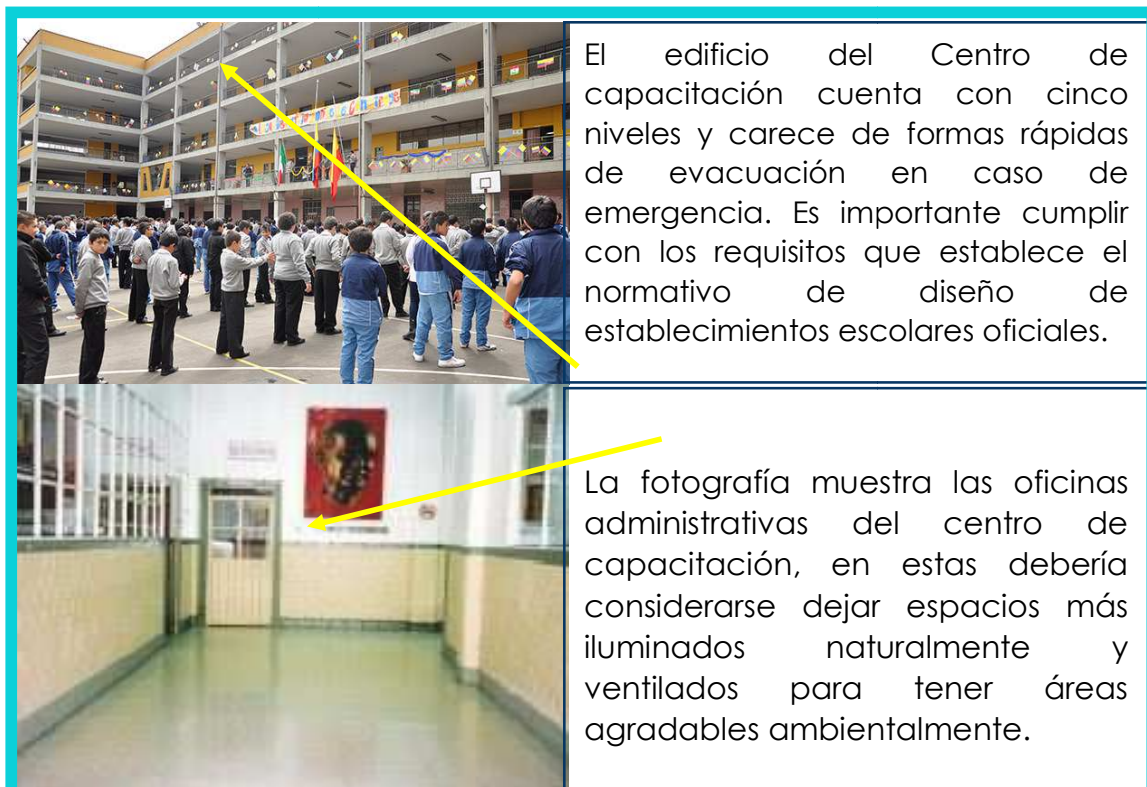 El edificio del Centro de
capacitación cuenta con cinco
niveles y carece de formas rápidas
de evacuación en caso de
emergencia. Es importante cumplir
con los requisitos que establece el
normativo de diseño de
establecimientos escolares oficiales.
La fotografía muestra las oficinas
administrativas del centro de
capacitación, en estas debería
considerarse dejar espacios más
iluminados naturalmente y
ventilados para tener áreas
agradables ambientalmente.